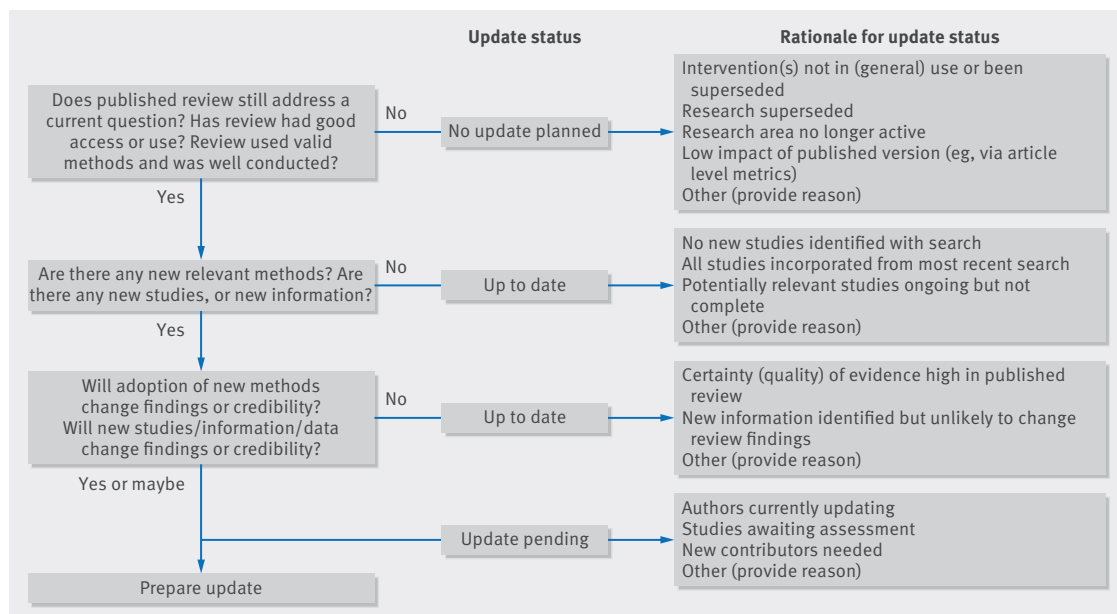 Update status
Rationale for update status
Does published review still address a
current question? Has review had good
access or use? Review used valid
methods and was well conducted?
No
No update planned
Intervention(s) not in (general) use or been
superseded
Research superseded
Research area no longer active
Low impact of published version (eg, via article
level metrics)
Other (provide reason)
Yes
Are there any new relevant methods? Are
there any new studies, or new information?
No
Up to date
No new studies identified with search
All studies incorporated from most recent search
Potentially relevant studies ongoing but not
complete
Other (provide reason)
Yes
Will adoption of new methods
change findings or credibility?
Will new studies/information/data
change findings or credibility?
No
Up to date
Certainty (quality) of evidence high in published
review
New information identified but unlikely to change
review findings
Other (provide reason)
Yes or maybe
Update pending
Authors currently updating
Studies awaiting assessment
New contributors needed
Other (provide reason)
Prepare update